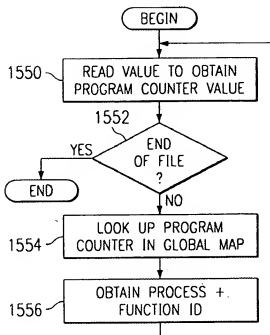 BEGIN
1550
READ VALUE TO OBTAIN
PROGRAM COUNTER VALUE
1552
YES
END
OF FILE
?
END
NO
1554
LOOK UP PROGRAM
COUNTER IN GLOBAL MAP
1556
OBTAIN PROCESS +
FUNCTION ID